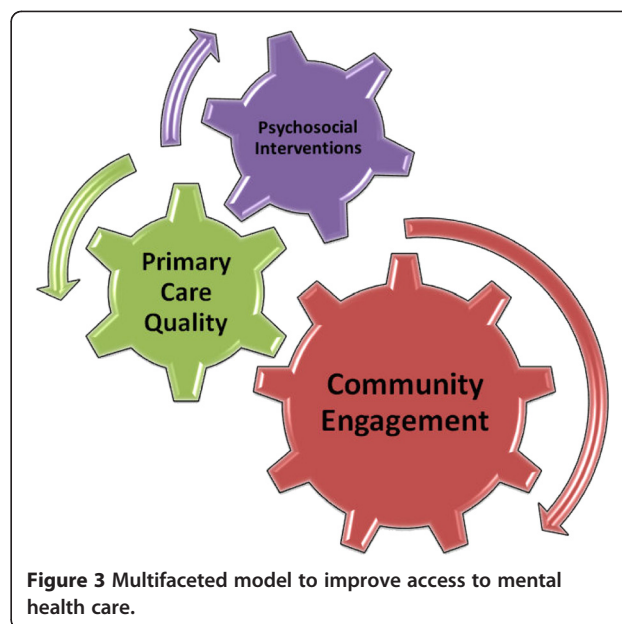 Psychosocial
Interventions
Primary
Care
Quality
Community
Engagement
Figure 3 Multifaceted model to improve access to mental
health care.